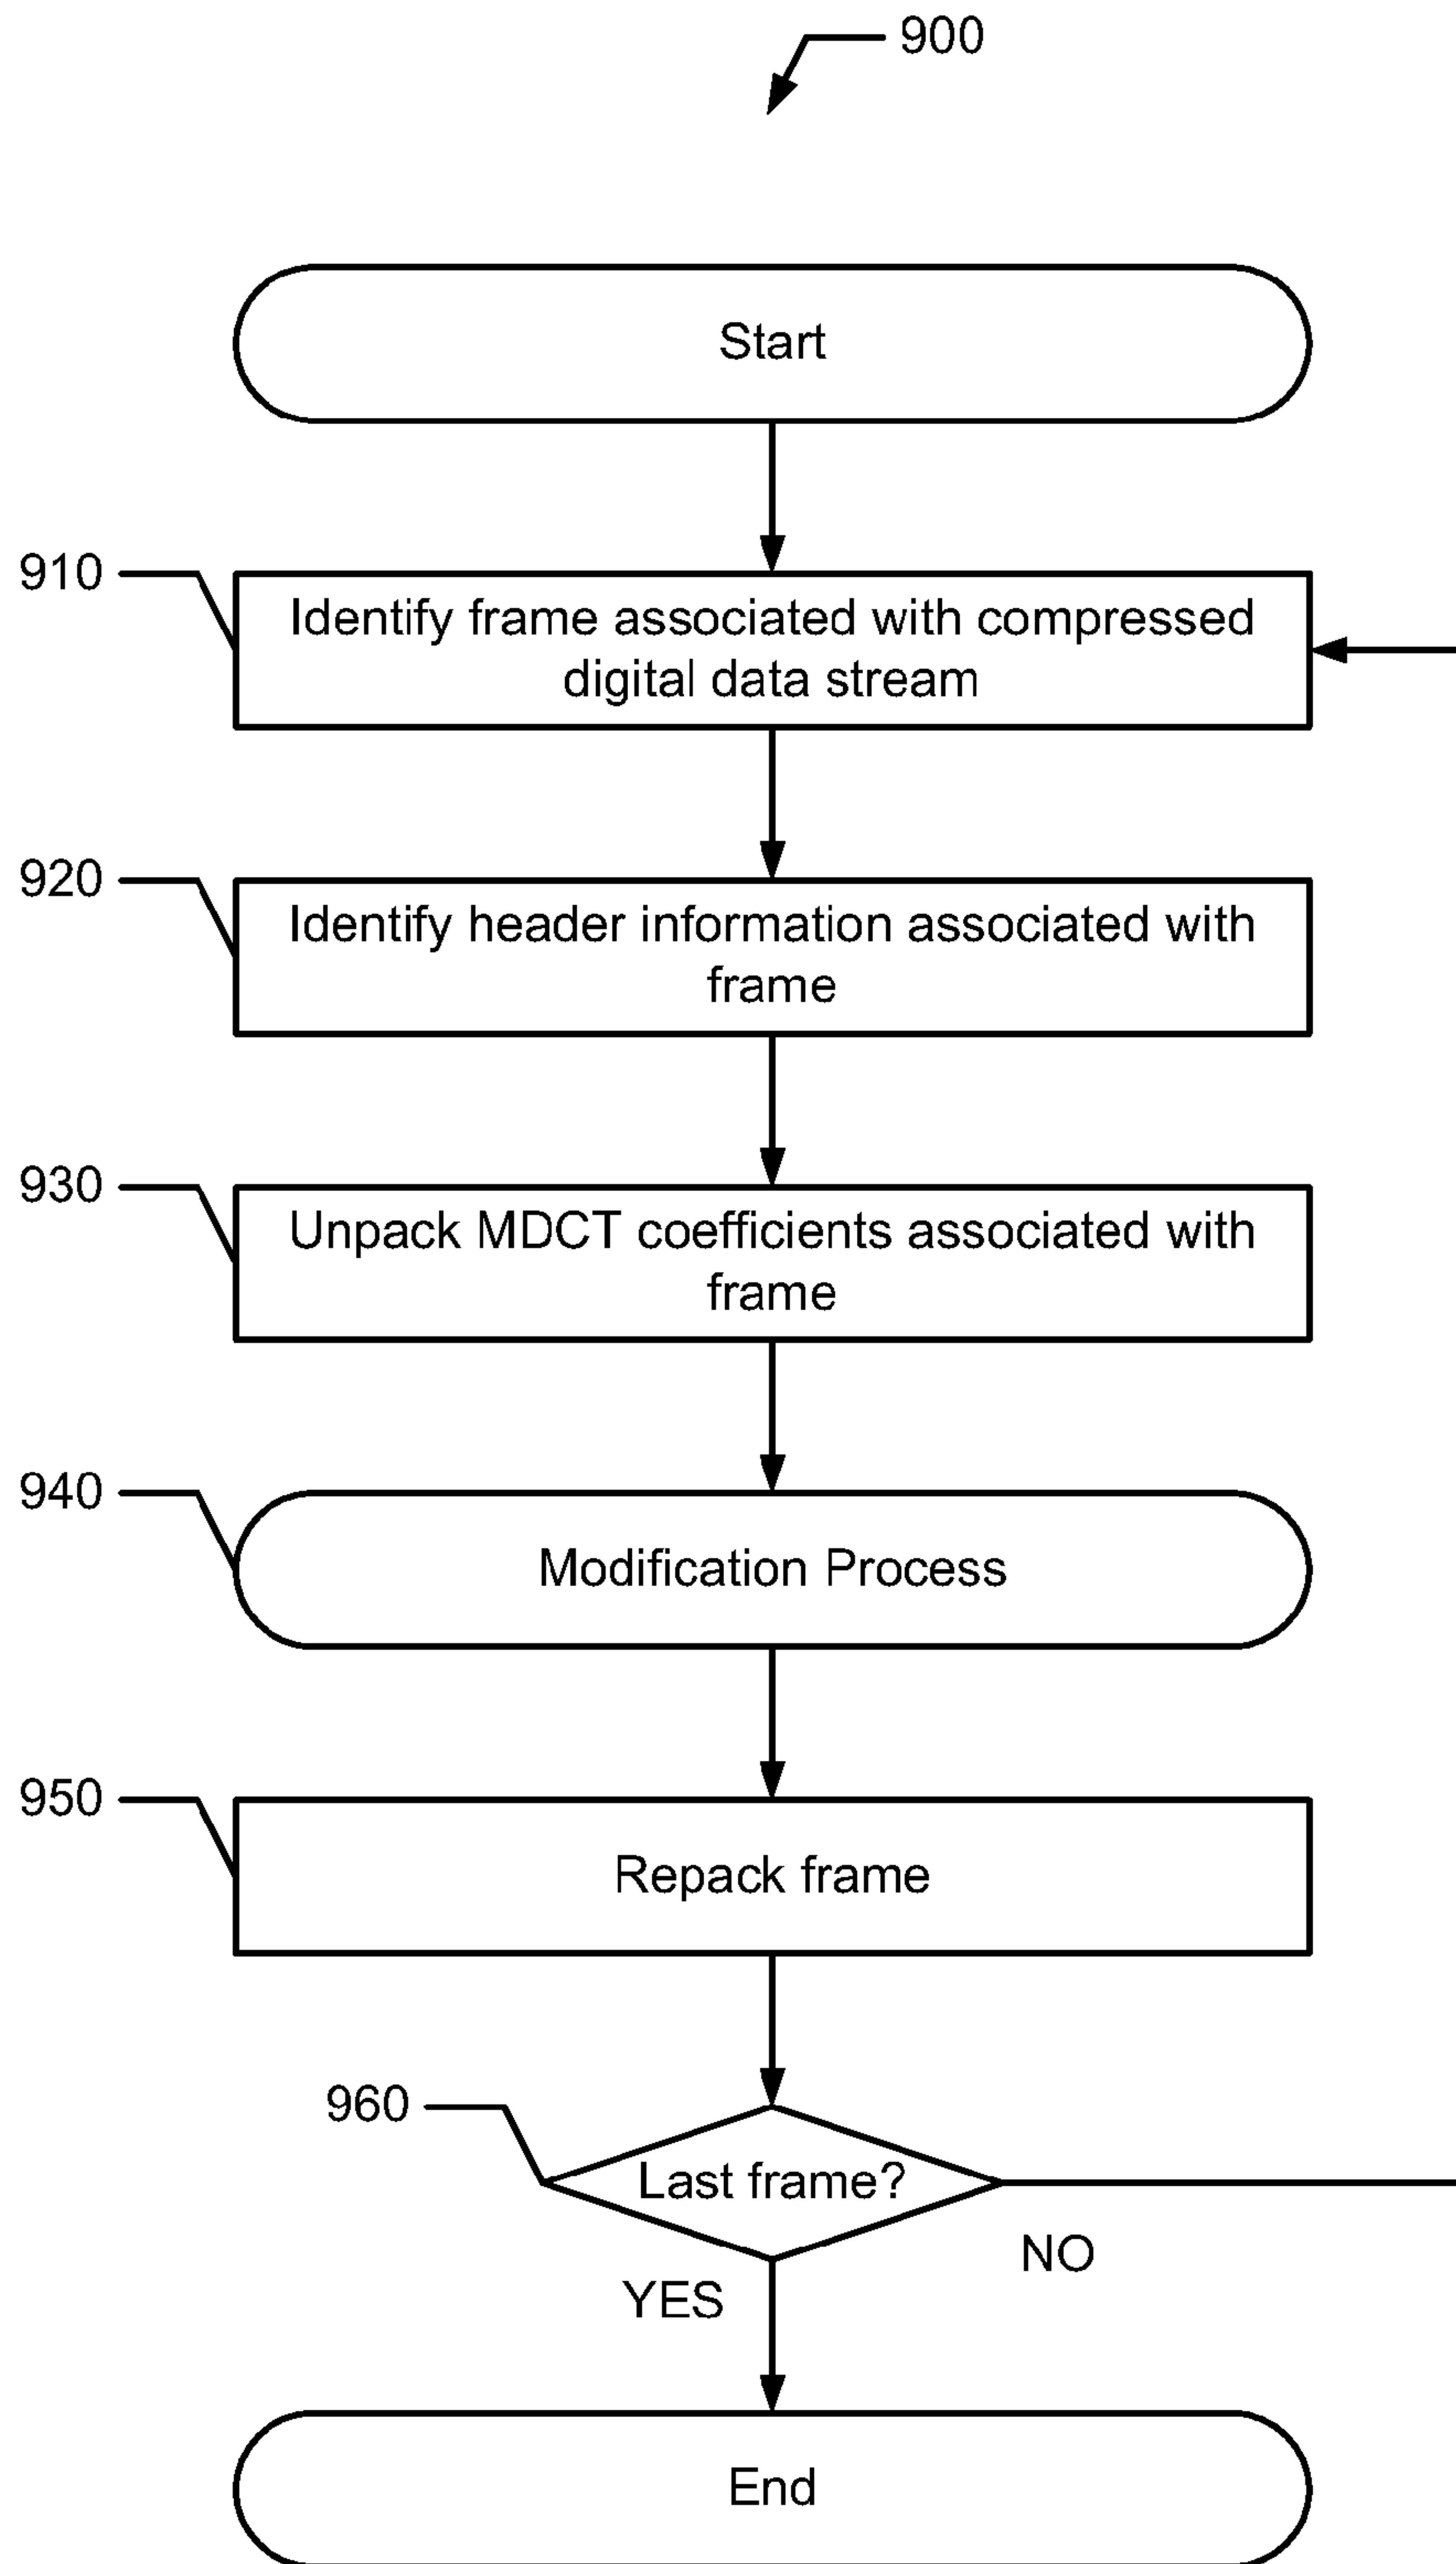 900
Start
910
Identify frame associated with compressed
digital data stream
920
Identify header information associated with
frame
930
Unpack MDCT coefficients associated with
frame
940
Modification Process
950
Repack frame
960
Last frame?
NO
YES
End